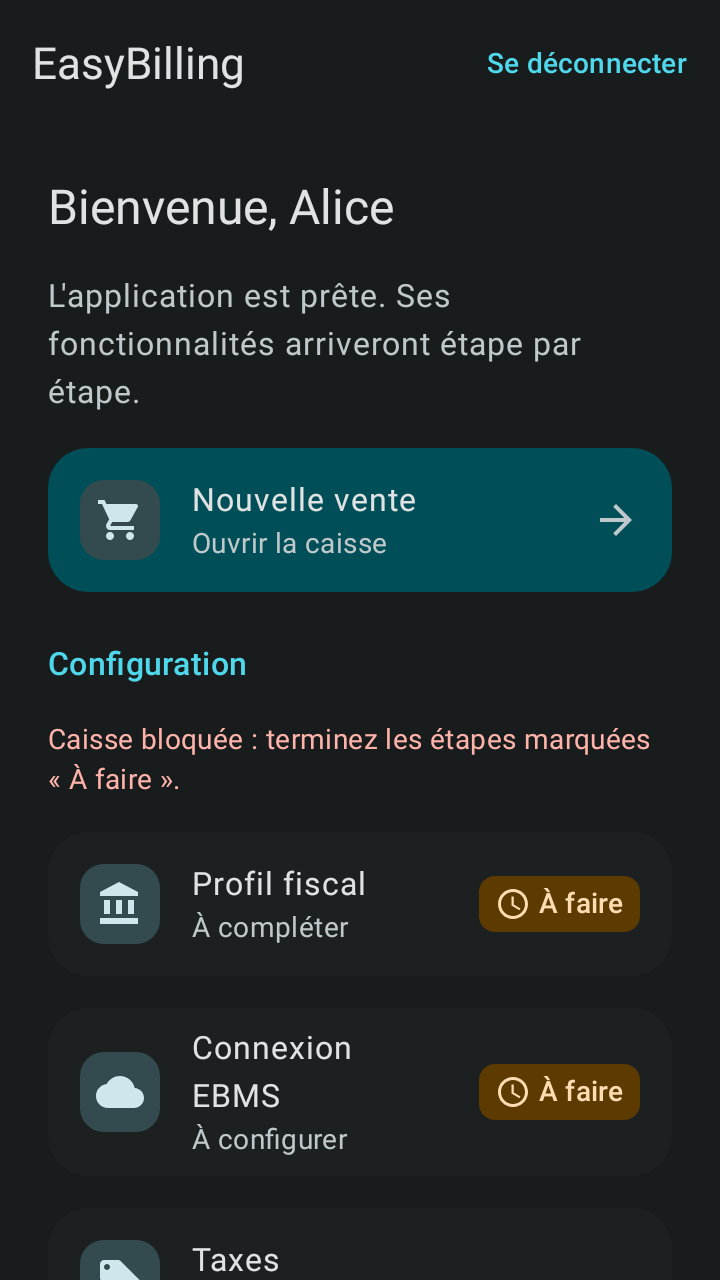 EasyBilling
Se déconnecter
Bienvenue, Alice
L'application est prête. Ses
fonctionnalités arriveront étape par
étape.
Nouvelle vente
Ouvrir la caisse
Configuration
Caisse bloquée : terminez les étapes marquées
« À faire ».
Profil fiscal
À compléter
À faire
Connexion
EBMS
À configurer
À faire
Taxes